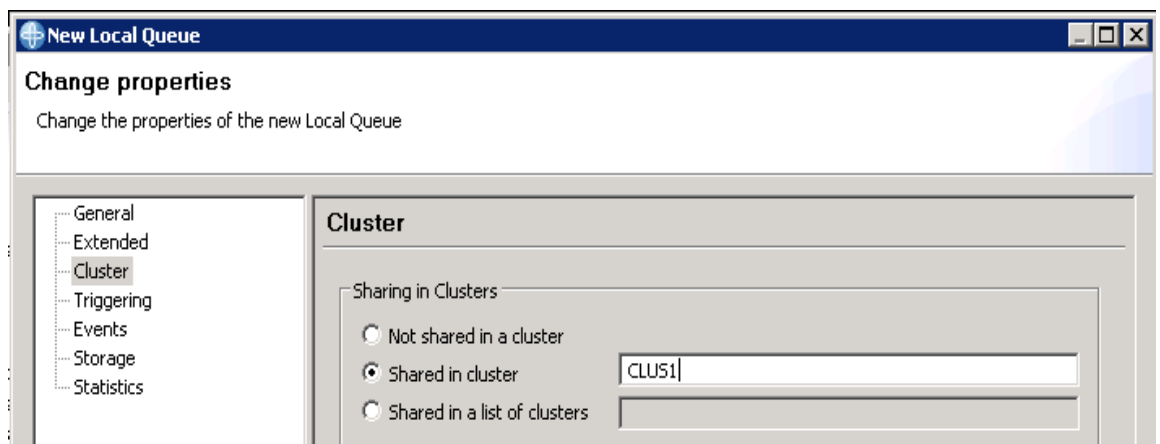 New Local Queue
Change properties
Change the properties of the new Local Queue
General
Extended
Cluster
Triggering
Events
Storage
Statistics
Cluster
Sharing in Clusters
Not shared in a cluster
Shared in cluster CLUS1
Shared in a list of clusters